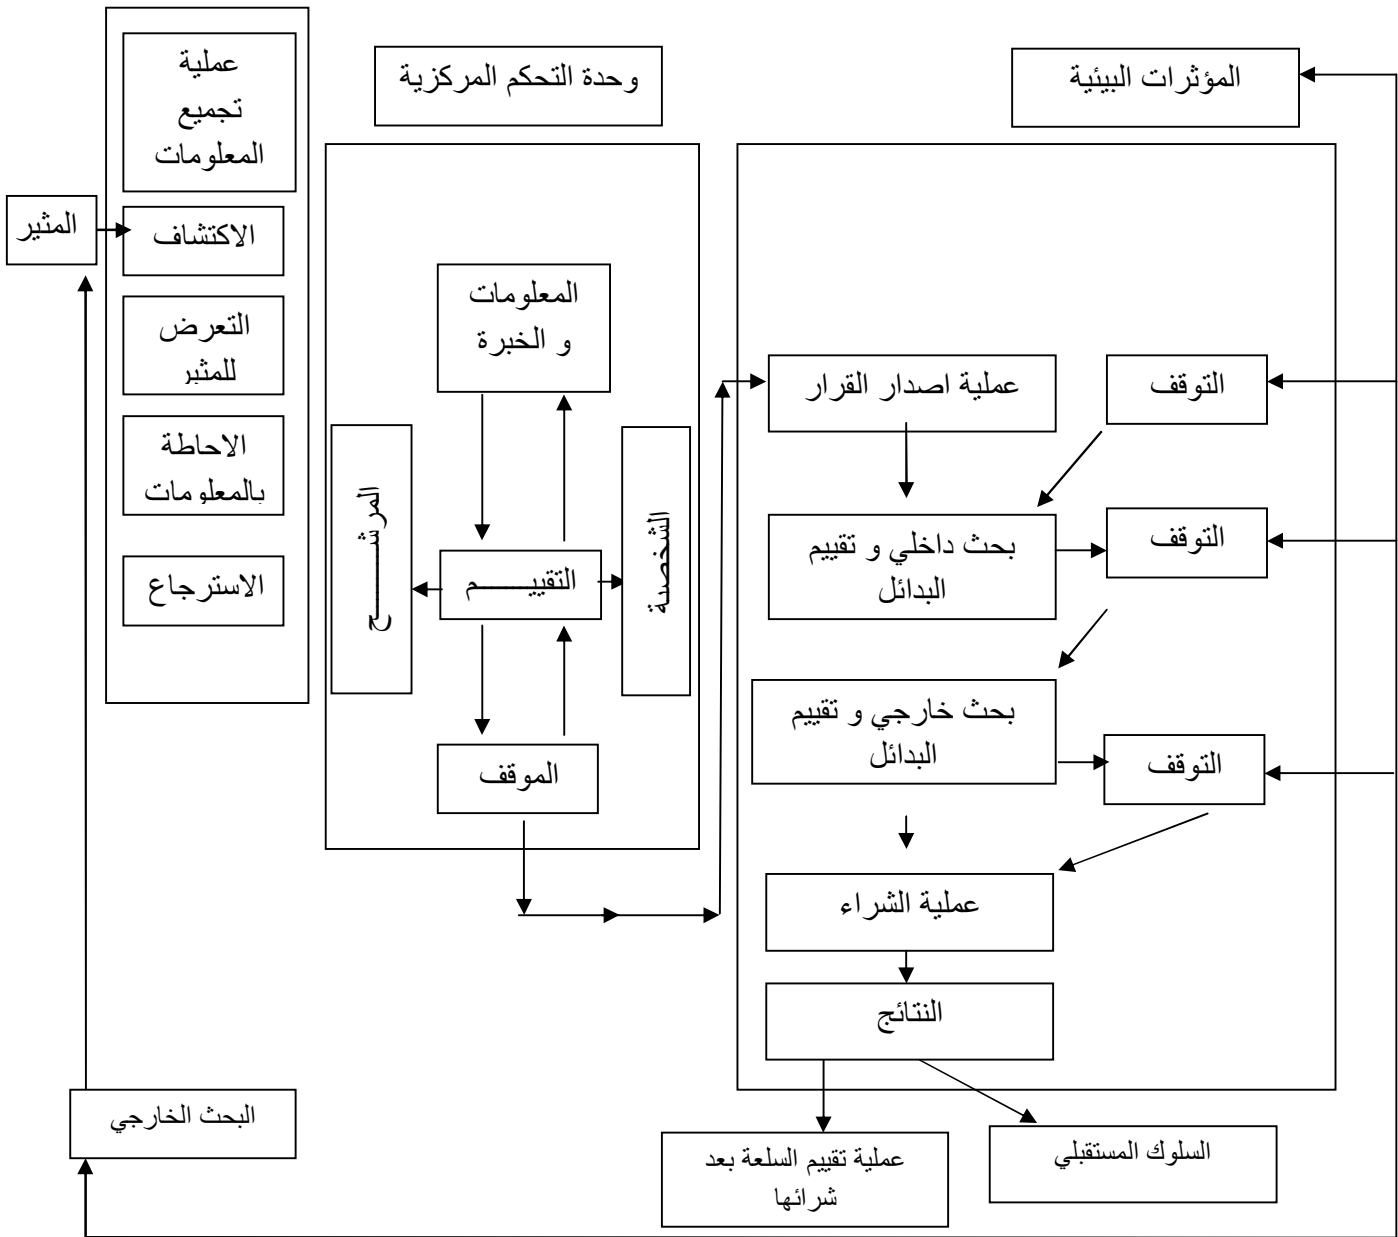 عملية
تجميع
المعلومات
وحدة التحكم المركزية
المؤثرات البيئية
المثير
الاكتشاف
التعرض
للمثير
الاحاطة
بالمعلومات
الاسترجاع
المعلومات
و الخبرة
المرشـــــح
التقييـــــم
الشخصية
الموقف
عملية اصدار القرار
التوقف
بحث داخلي و تقييم
البدائل
التوقف
بحث خارجي و تقييم
البدائل
التوقف
عملية الشراء
النتائج
البحث الخارجي
عملية تقييم السلعة بعد
شرائها
السلوك المستقبلي